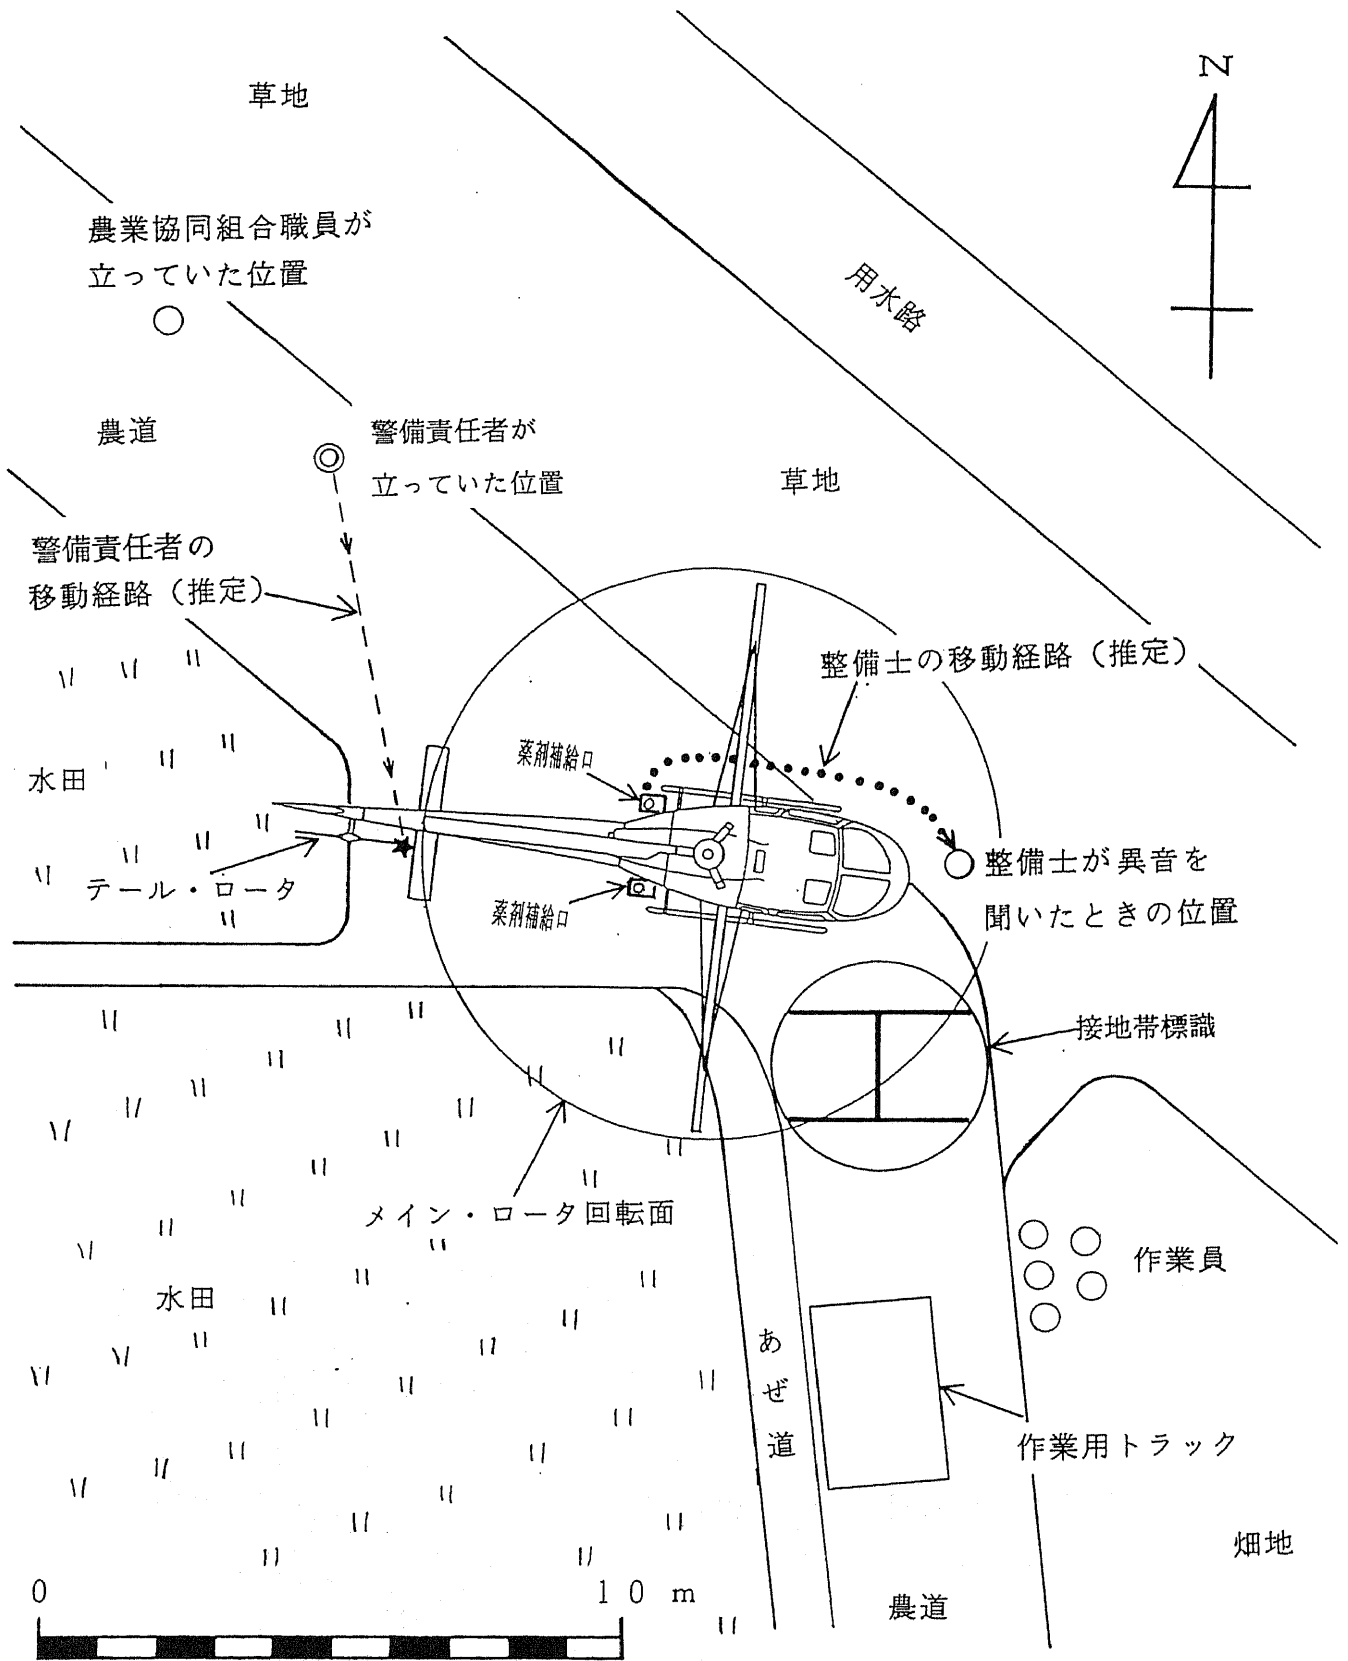 草地
N
農業協同組合職員が
立っていた位置
用水路
農道
警備責任者が
立っていた位置
草地
警備責任者の
移動経路（推定）
整備士の移動経路（推定）
水田
薬剤補給口
テール・ロータ
薬剤補給口
整備士が異音を
聞いたときの位置
接地帯標識
メイン・ロータ回転面
作業員
水田
あぜ道
作業用トラック
畑地
農道
0 10 m